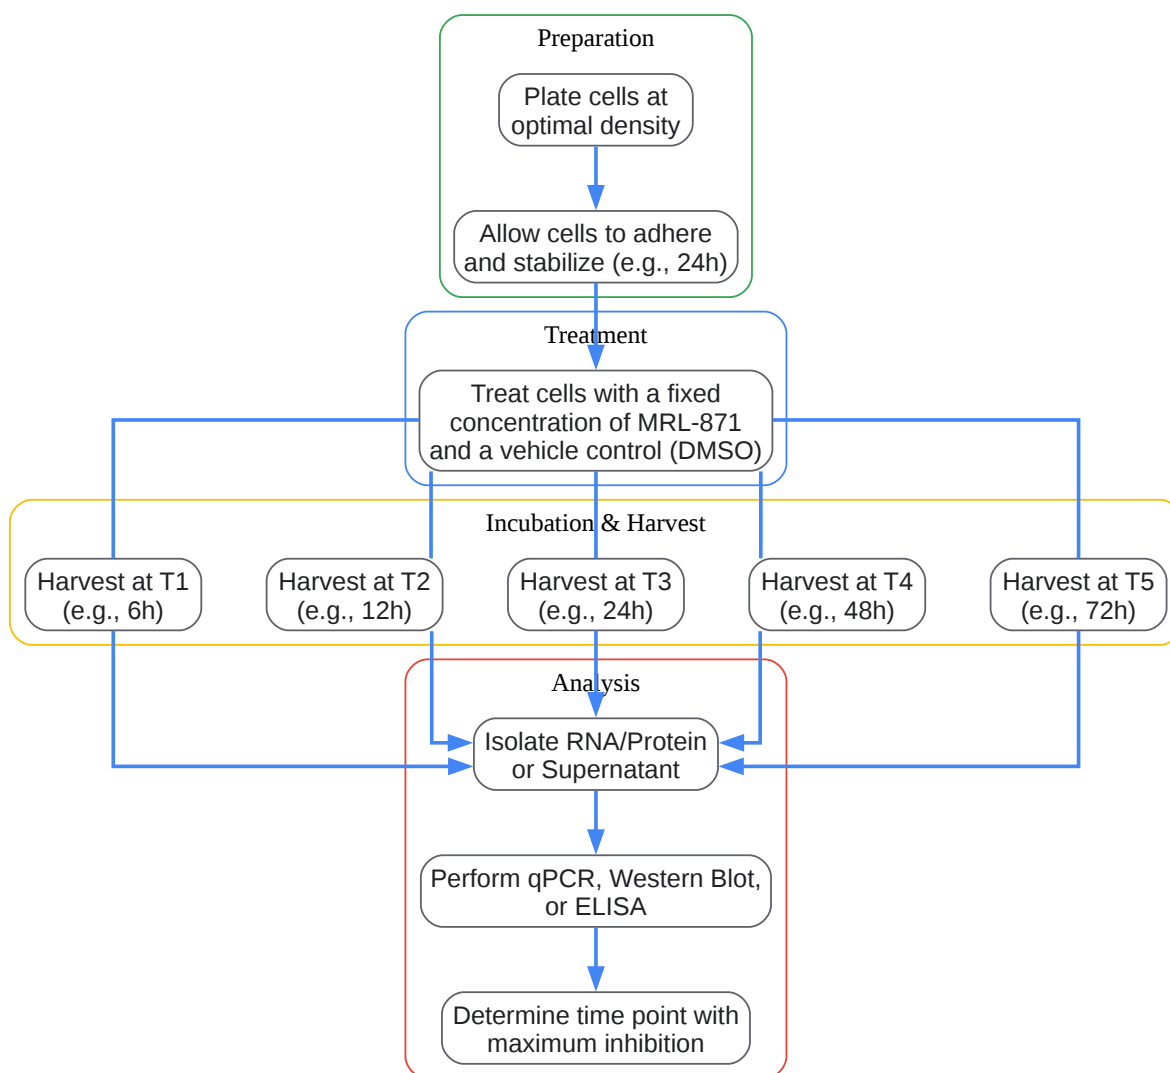 Preparation
Plate cells at
optimal density
Allow cells to adhere
and stabilize (e.g., 24h)
Treatment
Treat cells with a fixed
concentration of MRL-871
and a vehicle control (DMSO)
Incubation & Harvest
Harvest at T1
(e.g., 6h)
Harvest at T2
(e.g., 12h)
Harvest at T3
(e.g., 24h)
Harvest at T4
(e.g., 48h)
Harvest at T5
(e.g., 72h)
Analysis
Isolate RNA/Protein
or Supernatant
Perform qPCR, Western Blot,
or ELISA
Determine time point with
maximum inhibition